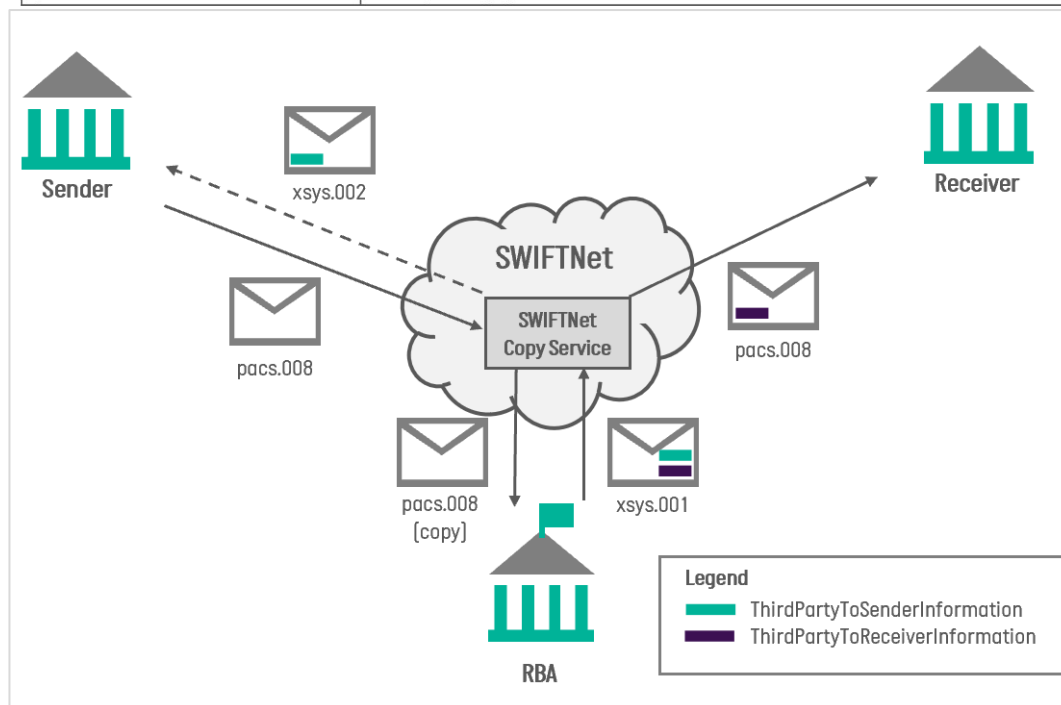 Sender
xsys.002
Receiver
SWIFTNet
SWIFTNet
Copy Service
pacs.008
pacs.008
pacs.008
(copy)
xsys.001
RBA
Legend
ThirdPartyToSenderInformation
ThirdPartyToReceiverInformation